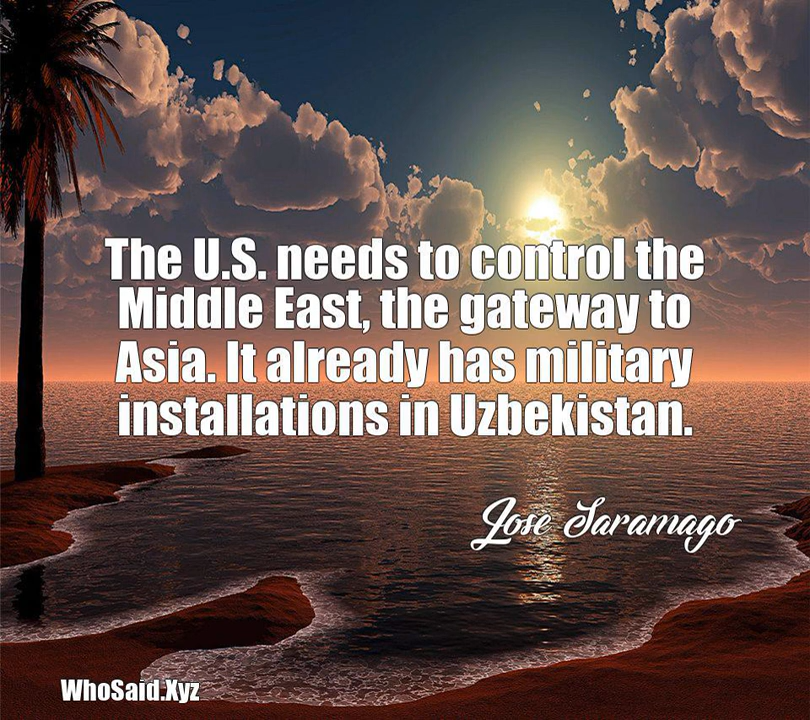 The U.S. needs to control the
Middle East, the gateway to
Asia. It already has military
installations in Uzbekistan.
Jose Saramago
WhoSaid.Xyz